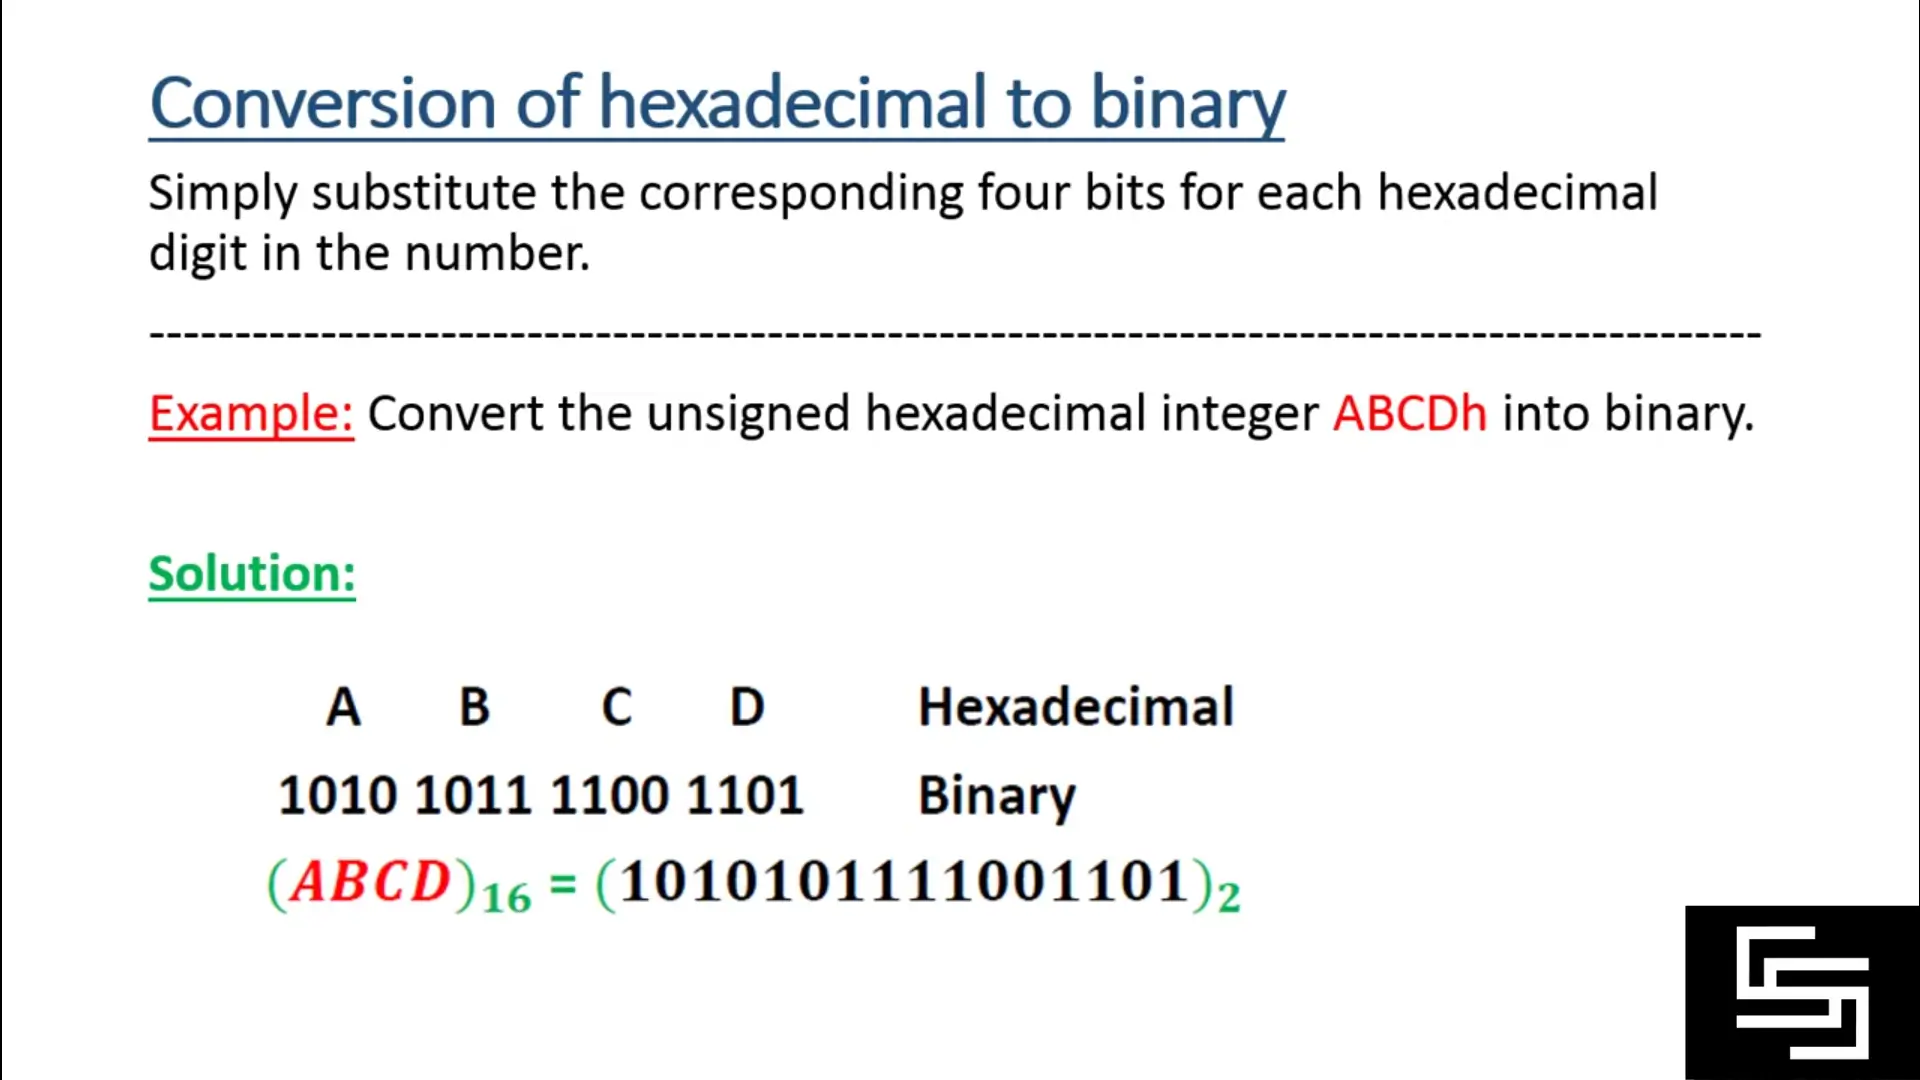 Conversion of hexadecimal to binary
Simply substitute the corresponding four bits for each hexadecimal
digit in the number.
--------------------------------------------------------------------------------------------
Example: Convert the unsigned hexadecimal integer ABCDh into binary.
Solution:
A B C D Hexadecimal
1010 1011 1100 1101 Binary
(ABCD)₁₆ = (1010101111001101)₂